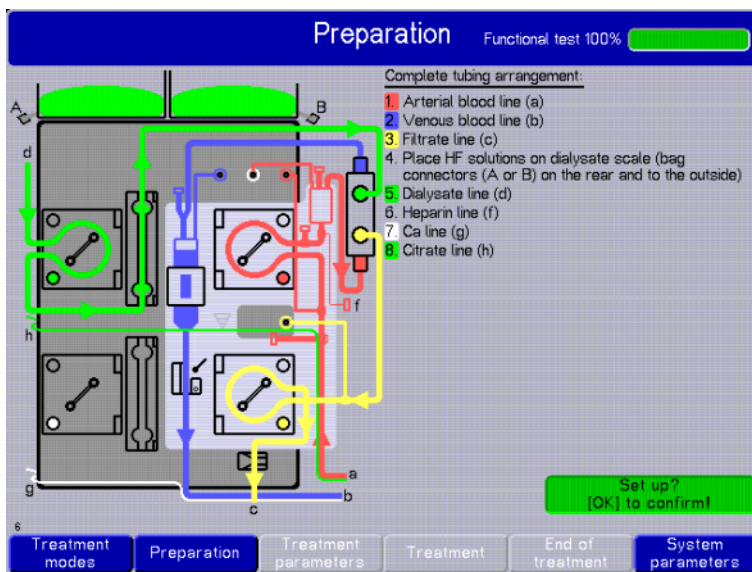 Preparation
Functional test 100%
Complete tubing arrangement:
1. Arterial blood line (a)
2. Venous blood line (b)
3. Filtrate line (c)
4. Place HF solutions on dialysate scale (bag
connectors (A or B) on the rear and to the outside)
5. Dialysate line (d)
6. Heparin line (f)
7. Ca line (g)
8. Citrate line (h)
A
B
d
f
h
a
g
b
c
Set up?
[OK] to confirm!
6
Treatment
modes
Preparation
Treatment
parameters
Treatment
End of
treatment
System
parameters